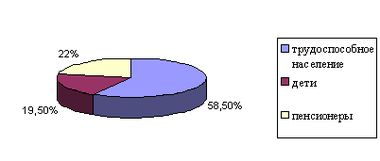 22%
19,50%
58,50%
трудоспособное
население
дети
пенсионеры